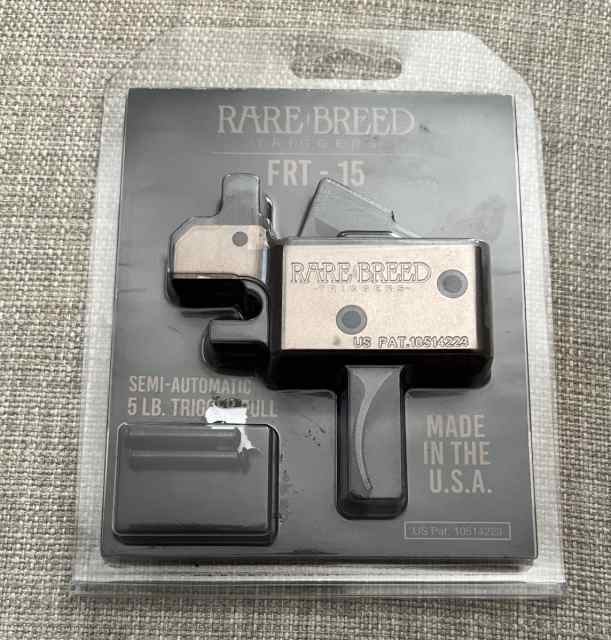 RARE BREED
TRIGGERS
FRT - 15
RARE BREED
TRIGGERS
US PAT.10514223
SEMI-AUTOMATIC
5 LB. TRIGGER PULL
MADE
IN THE
U.S.A.
US Pat. 10514223